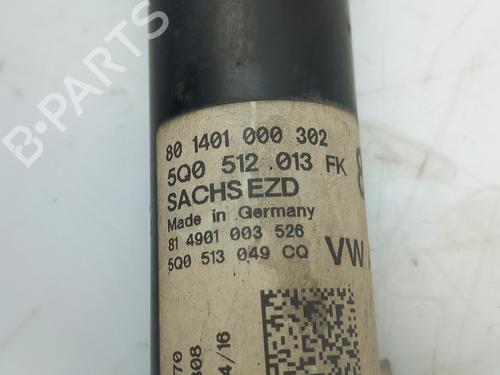 B-PARTS
80 1401 000 302
5Q0 512 013 FK
SACHS EZD
Made in Germany
81 4901 003 526
5Q0 513 049 CQ
VW